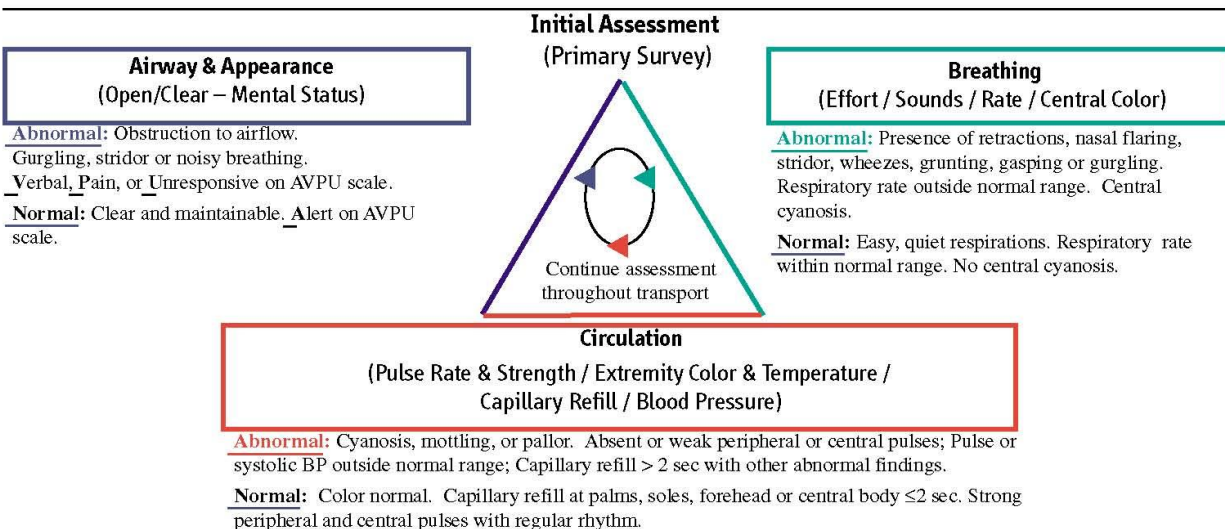 Initial Assessment
(Primary Survey)
Airway & Appearance
(Open/Clear – Mental Status)
Abnormal: Obstruction to airflow.
Gurgling, stridor or noisy breathing.
Verbal, Pain, or Unresponsive on AVPU scale.
Normal: Clear and maintainable. Alert on AVPU
scale.
Breathing
(Effort / Sounds / Rate / Central Color)
Abnormal: Presence of retractions, nasal flaring,
stridor, wheezes, grunting, gasping or gurgling.
Respiratory rate outside normal range. Central
cyanosis.
Normal: Easy, quiet respirations. Respiratory rate
within normal range. No central cyanosis.
Continue assessment
throughout transport
Circulation
(Pulse Rate & Strength / Extremity Color & Temperature /
Capillary Refill / Blood Pressure)
Abnormal: Cyanosis, mottling, or pallor. Absent or weak peripheral or central pulses; Pulse or
systolic BP outside normal range; Capillary refill > 2 sec with other abnormal findings.
Normal: Color normal. Capillary refill at palms, soles, forehead or central body ≤2 sec. Strong
peripheral and central pulses with regular rhythm.